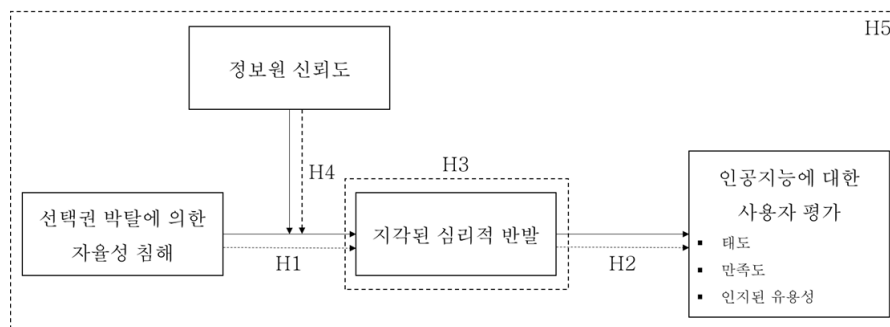 H5
정보원 신뢰도
H4
H3
선택권 박탈에 의한
자율성 침해
H1
지각된 심리적 반발
H2
인공지능에 대한
사용자 평가
▪ 태도
▪ 만족도
▪ 인지된 유용성